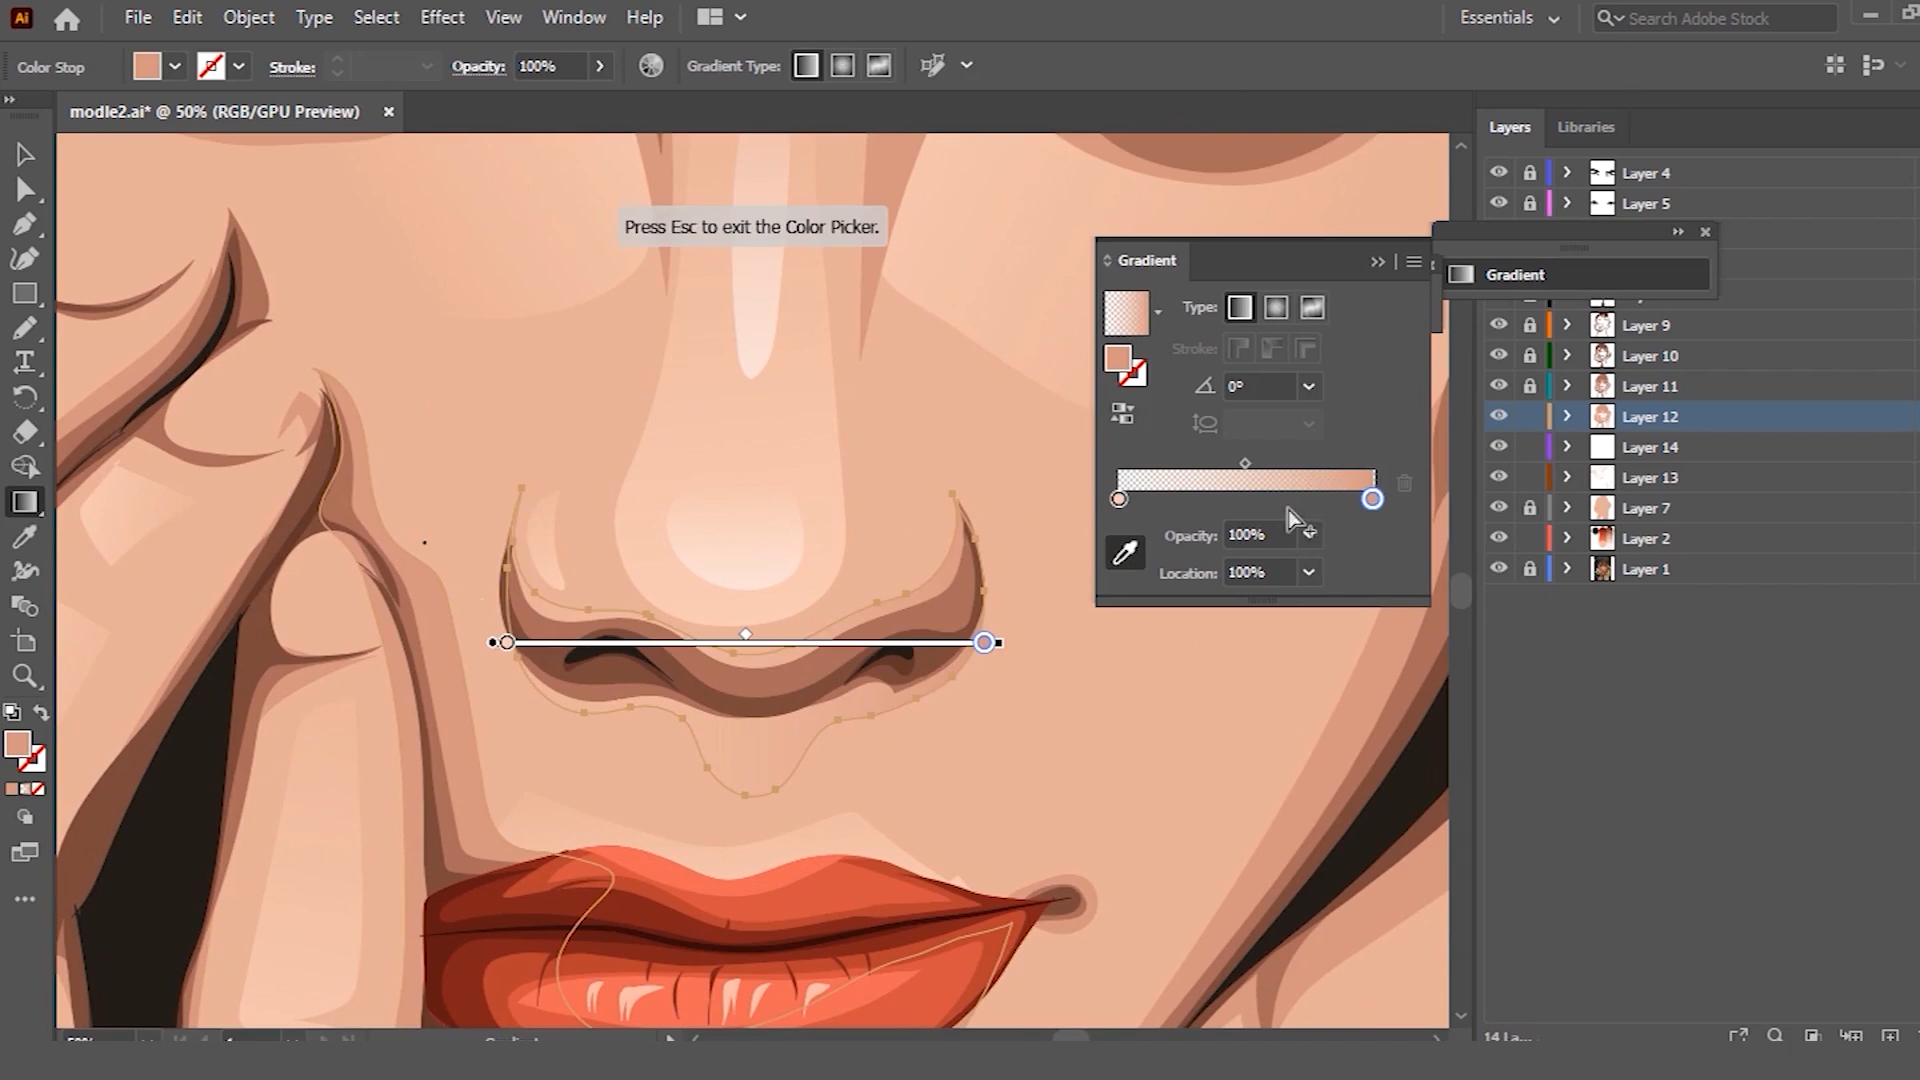 Ai File Edit Object Type Select Effect View Window Help Essentials Search Adobe Stock
Color Stop Stroke: Opacity: 100% Gradient Type:
modle2.ai* @ 50% (RGB/GPU Preview)
Layers Libraries
Layer 4
Layer 5
Press Esc to exit the Color Picker.
Gradient
Gradient
Type:
Stroke:
0°
Opacity: 100%
Location: 100%
Layer 9
Layer 10
Layer 11
Layer 12
Layer 14
Layer 13
Layer 7
Layer 2
Layer 1
14 La...